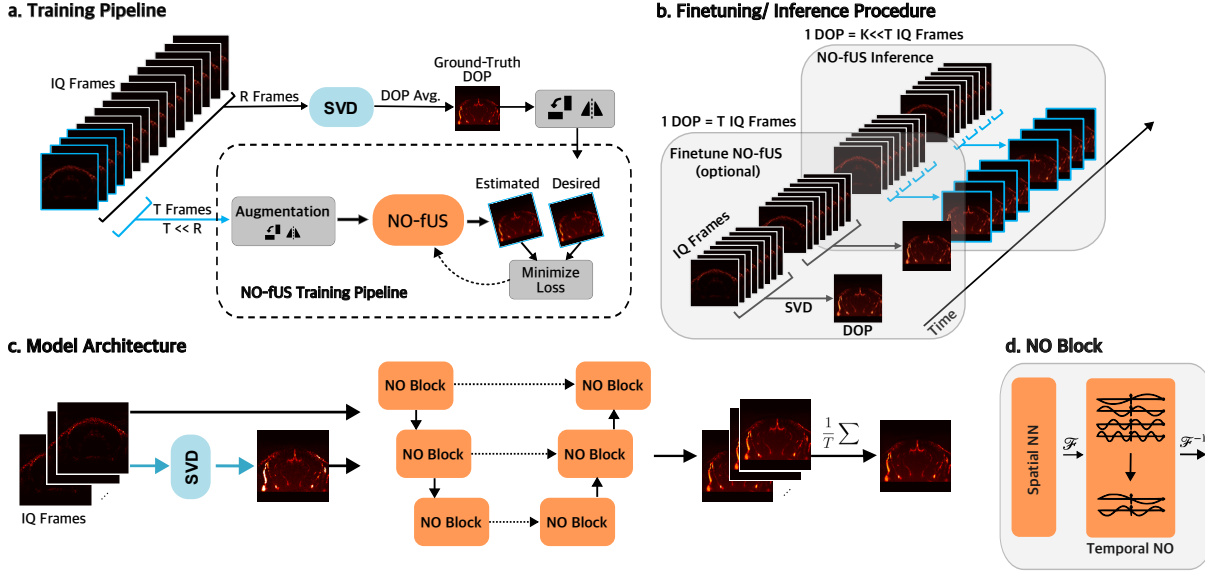 a. Training Pipeline
IQ Frames
R Frames
SVD
DOP Avg.
Ground-Truth
DOP
T Frames
T << R
Augmentation
NO-fUS
Estimated
Desired
Minimize
Loss
NO-fUS Training Pipeline
b. Finetuning/ Inference Procedure
1 DOP = K<<T IQ Frames
NO-fUS Inference
1 DOP = T IQ Frames
Finetune NO-fUS
(optional)
IQ Frames
SVD
DOP
Time
c. Model Architecture
IQ Frames
...
SVD
NO Block
NO Block
NO Block
NO Block
NO Block
NO Block
...
1/T ∑
d. NO Block
Spatial NN
ℱ
ℱ⁻¹
Temporal NO